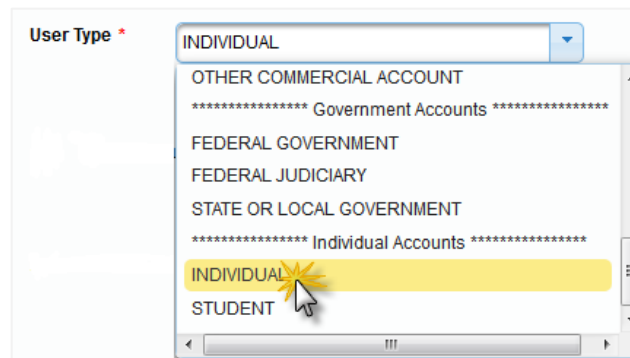 User Type *
INDIVIDUAL
OTHER COMMERCIAL ACCOUNT
**************** Government Accounts ****************
FEDERAL GOVERNMENT
FEDERAL JUDICIARY
STATE OR LOCAL GOVERNMENT
**************** Individual Accounts ****************
INDIVIDUAL
STUDENT